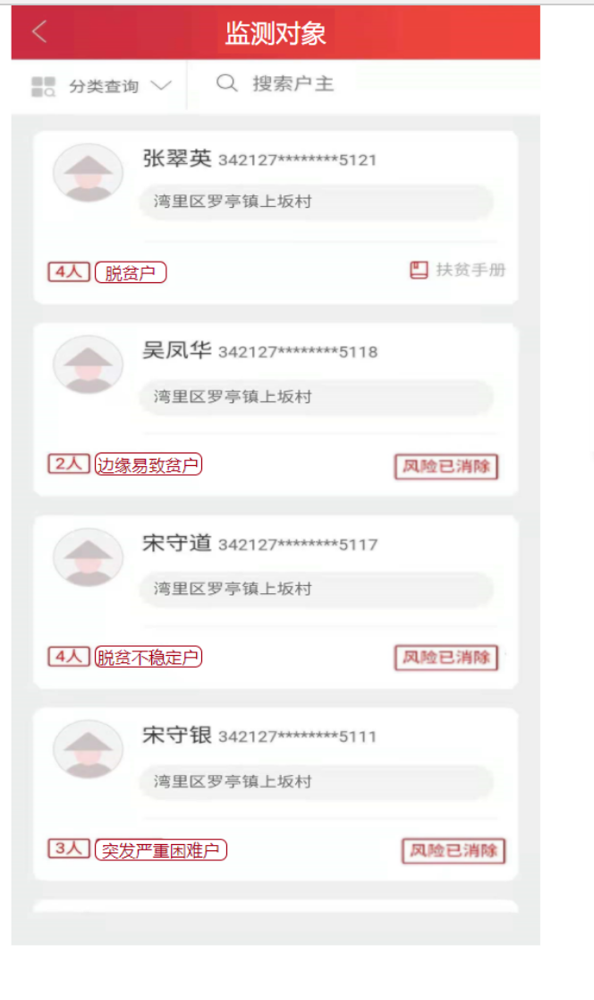 监测对象
分类查询 搜索户主
张翠英 342127********5121
湾里区罗亭镇上坂村
4人 脱贫户 扶贫手册
吴凤华 342127********5118
湾里区罗亭镇上坂村
2人 边缘易致贫户 风险已消除
宋守道 342127********5117
湾里区罗亭镇上坂村
4人 脱贫不稳定户 风险已消除
宋守银 342127********5111
湾里区罗亭镇上坂村
3人 突发严重困难户 风险已消除